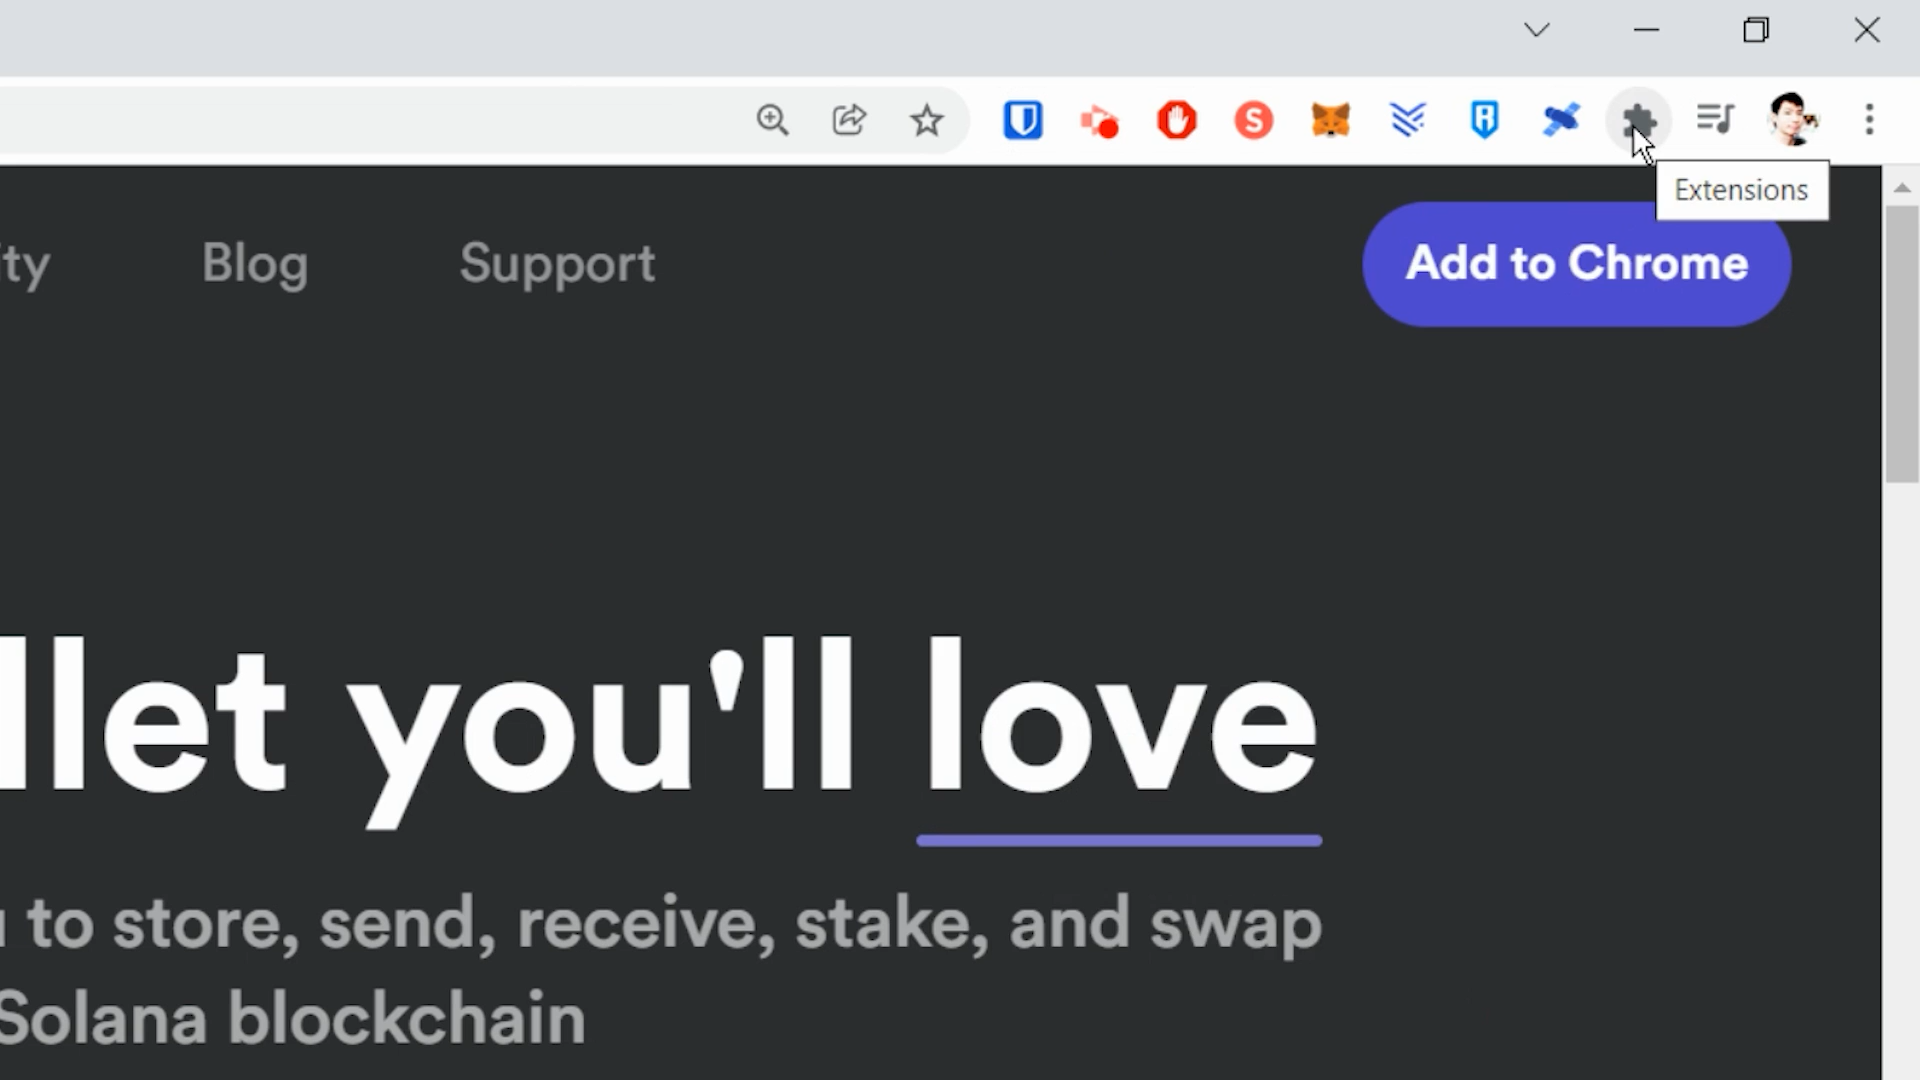 Extensions
ity
Blog
Support
Add to Chrome
llet you'll love
to store, send, receive, stake, and swap
Solana blockchain